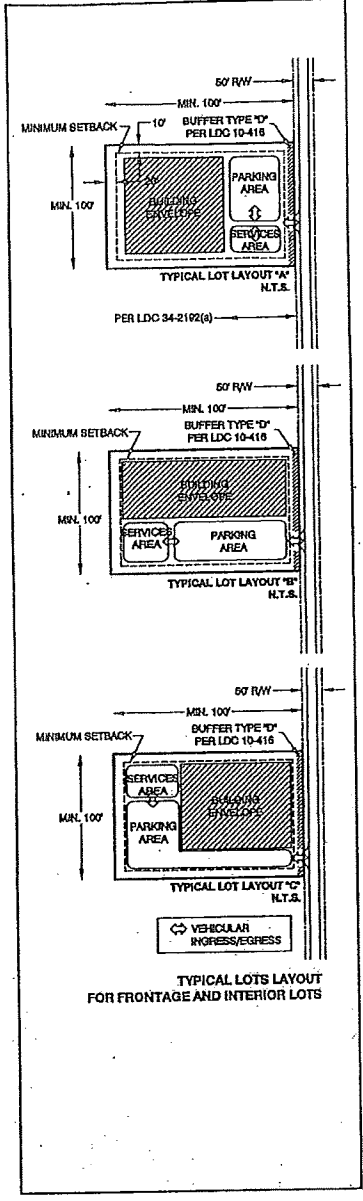 50' R/W
MIN. 100'
MINIMUM SETBACK
10'
BUFFER TYPE "D"
PER LDC 10-416
MIN. 100'
BUILDING
ENVELOPE
PARKING
AREA
SERVICES
AREA
TYPICAL LOT LAYOUT "A"
N.T.S.
PER LDC 34-2192(a)
50' R/W
MIN. 100'
BUFFER TYPE "D"
PER LDC 10-416
MINIMUM SETBACK
MIN. 100'
BUILDING
ENVELOPE
SERVICES
AREA
PARKING
AREA
TYPICAL LOT LAYOUT "B"
N.T.S.
50' R/W
MIN. 100'
BUFFER TYPE "D"
PER LDC 10-416
MINIMUM SETBACK
MIN. 100'
SERVICES
AREA
PARKING
AREA
BUILDING
ENVELOPE
TYPICAL LOT LAYOUT "C"
N.T.S.
VEHICULAR
INGRESS/EGRESS
TYPICAL LOTS LAYOUT
FOR FRONTAGE AND INTERIOR LOTS